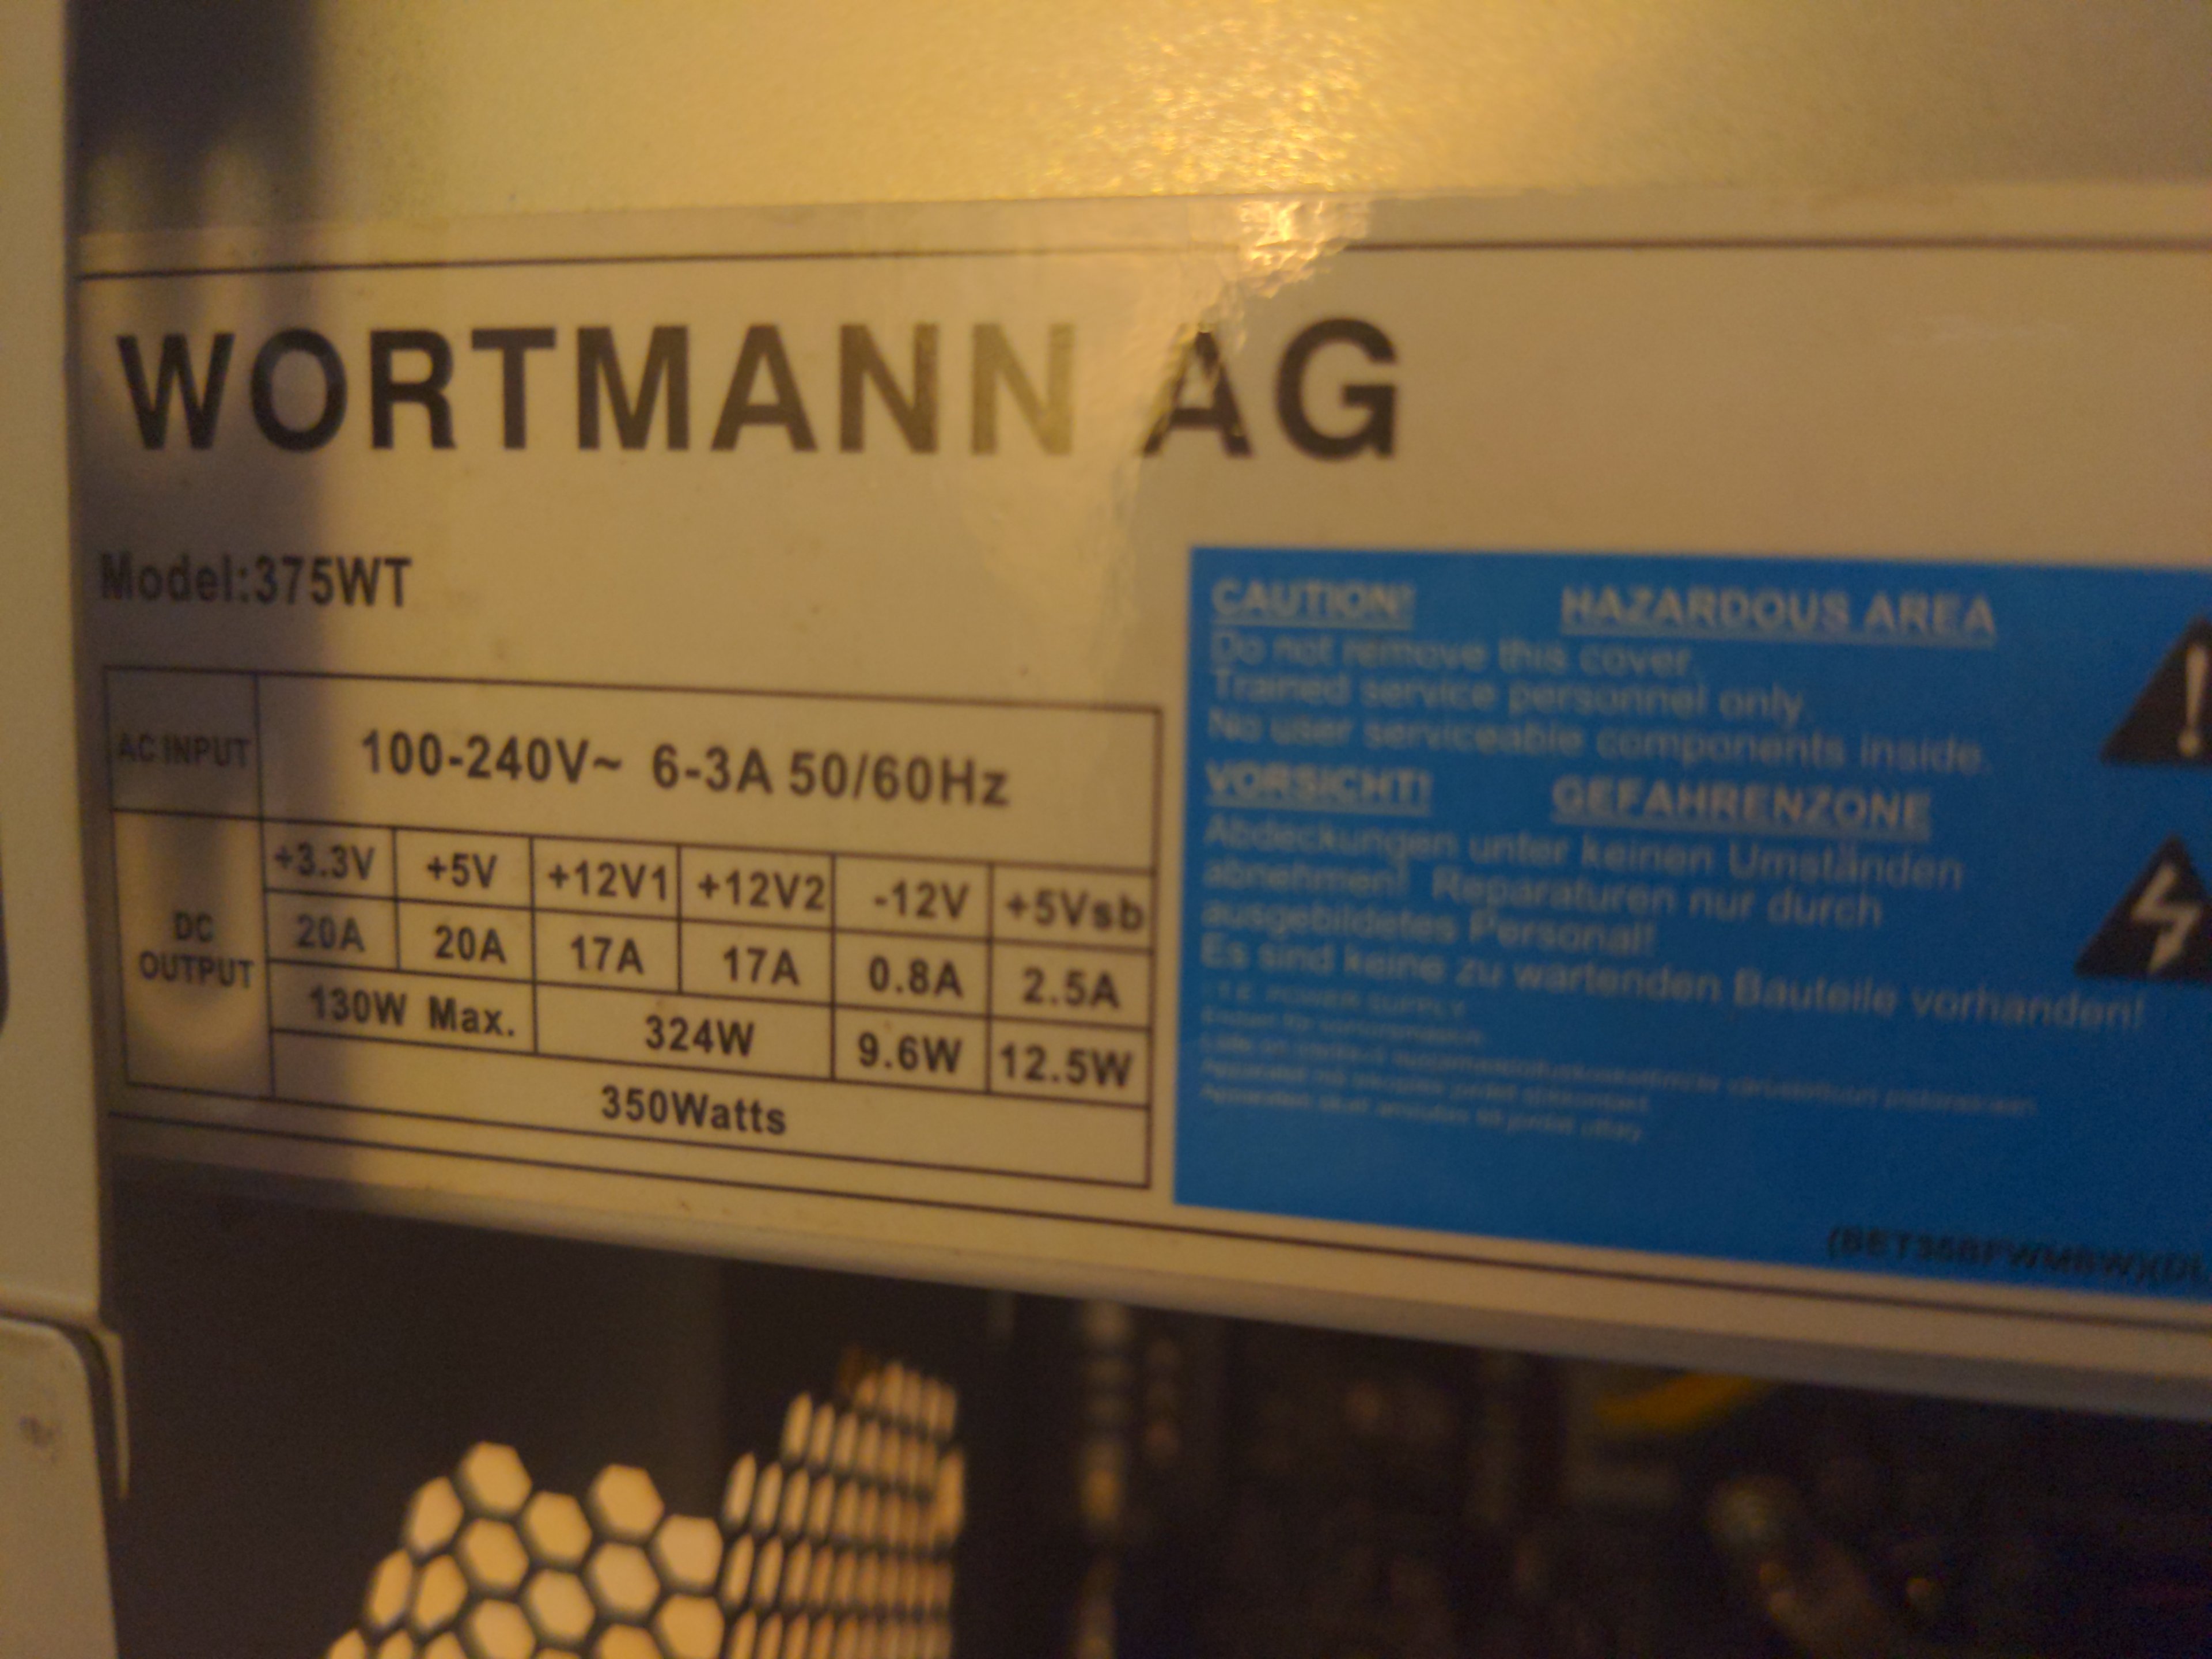 WORTMANN AG
Model:375WT
AC INPUT 100-240V~ 6-3A 50/60Hz
DC OUTPUT
+3.3V +5V +12V1 +12V2 -12V +5Vsb
20A 20A 17A 17A 0.8A 2.5A
130W Max. 324W 9.6W 12.5W
350Watts
CAUTION! HAZARDOUS AREA
Do not remove this cover.
Trained service personnel only.
No user serviceable components inside.
VORSICHT! GEFAHRENZONE
Abdeckungen unter keinen Umständen
abnehmen! Reparaturen nur durch
ausgebildetes Personal!
Es sind keine zu wartenden Bauteile vorhanden!
I.T.E. POWER SUPPLY